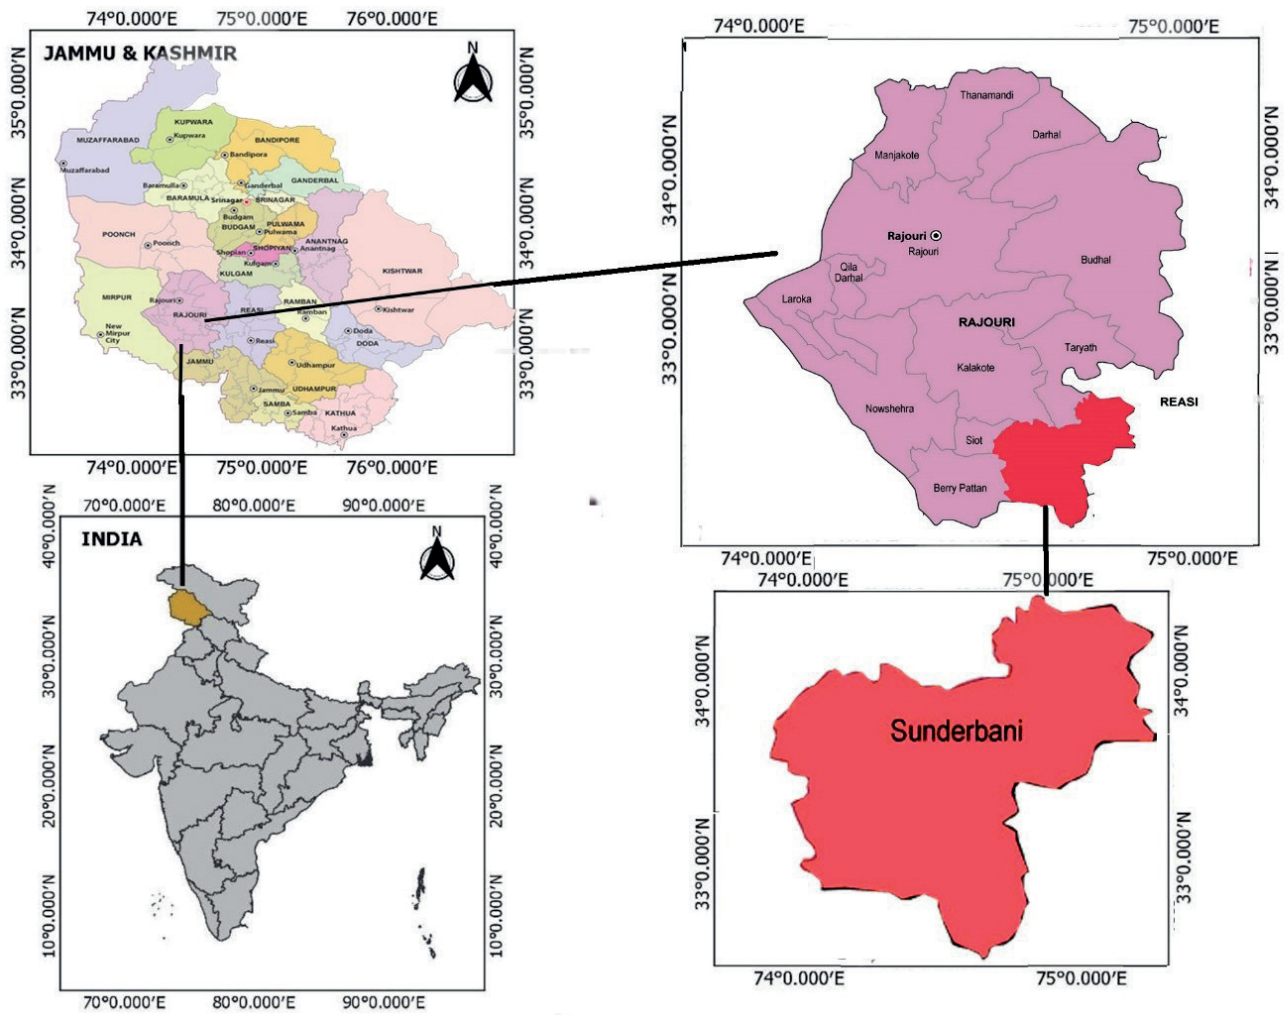 74°0.000′E 75°0.000′E 76°0.000′E
JAMMU & KASHMIR
N
35°0.000′N
34°0.000′N
33°0.000′N
35°0.000′N
34°0.000′N
33°0.000′N
KUPWARA
Kupwara
MUZAFFARABAD
BANDIPORE
Bandipora
Muzaffarabad
Baramulla
Ganderbal
GANDERBAL
BARAMULA
Srinagar
SRINAGAR
Budgam
BUDGAM
PULWAMA
Pulwama
POONCH
Poonch
ANANTNAG
Anantnag
Shopian
SHOPIYAN
Kulgam
KULGAM
KISHTWAR
MIRPUR
Rajouri
RAJOURI
REASI
RAMBAN
Ramban
Kishtwar
New
Mirpur
City
Reasi
Doda
DODA
JAMMU
Udhampur
Jammu
UDHAMPUR
SAMBA
Samba
KATHUA
Kathua
74°0.000′E 75°0.000′E 76°0.000′E
70°0.000′E 80°0.000′E 90°0.000′E
INDIA
N
40°0.000′N
30°0.000′N
20°0.000′N
10°0.000′N
40°0.000′N
30°0.000′N
20°0.000′N
10°0.000′N
70°0.000′E 80°0.000′E 90°0.000′E
74°0.000′E 75°0.000′E
34°0.000′N
33°0.000′N
34°0.000′N
33°0.000′N
Thanamandi
Darhal
Manjakote
Rajouri
Rajouri
Qila
Darhal
Budhal
Laroka
RAJOURI
Taryath
Kalakote
Nowshehra
REASI
Siot
Berry Pattan
74°0.000′E 75°0.000′E
74°0.000′E 75°0.000′E
34°0.000′N
33°0.000′N
34°0.000′N
33°0.000′N
Sunderbani
74°0.000′E 75°0.000′E